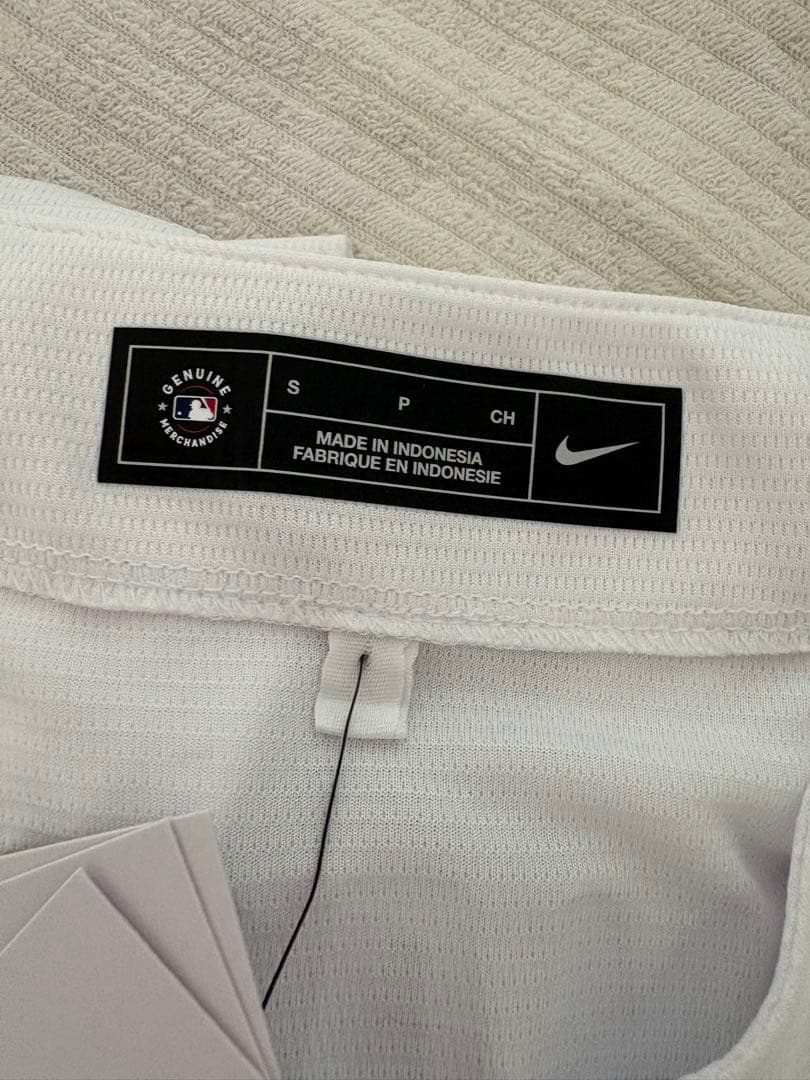 GENUINE
MERCHANDISE
S P CH
MADE IN INDONESIA
FABRIQUE EN INDONESIE